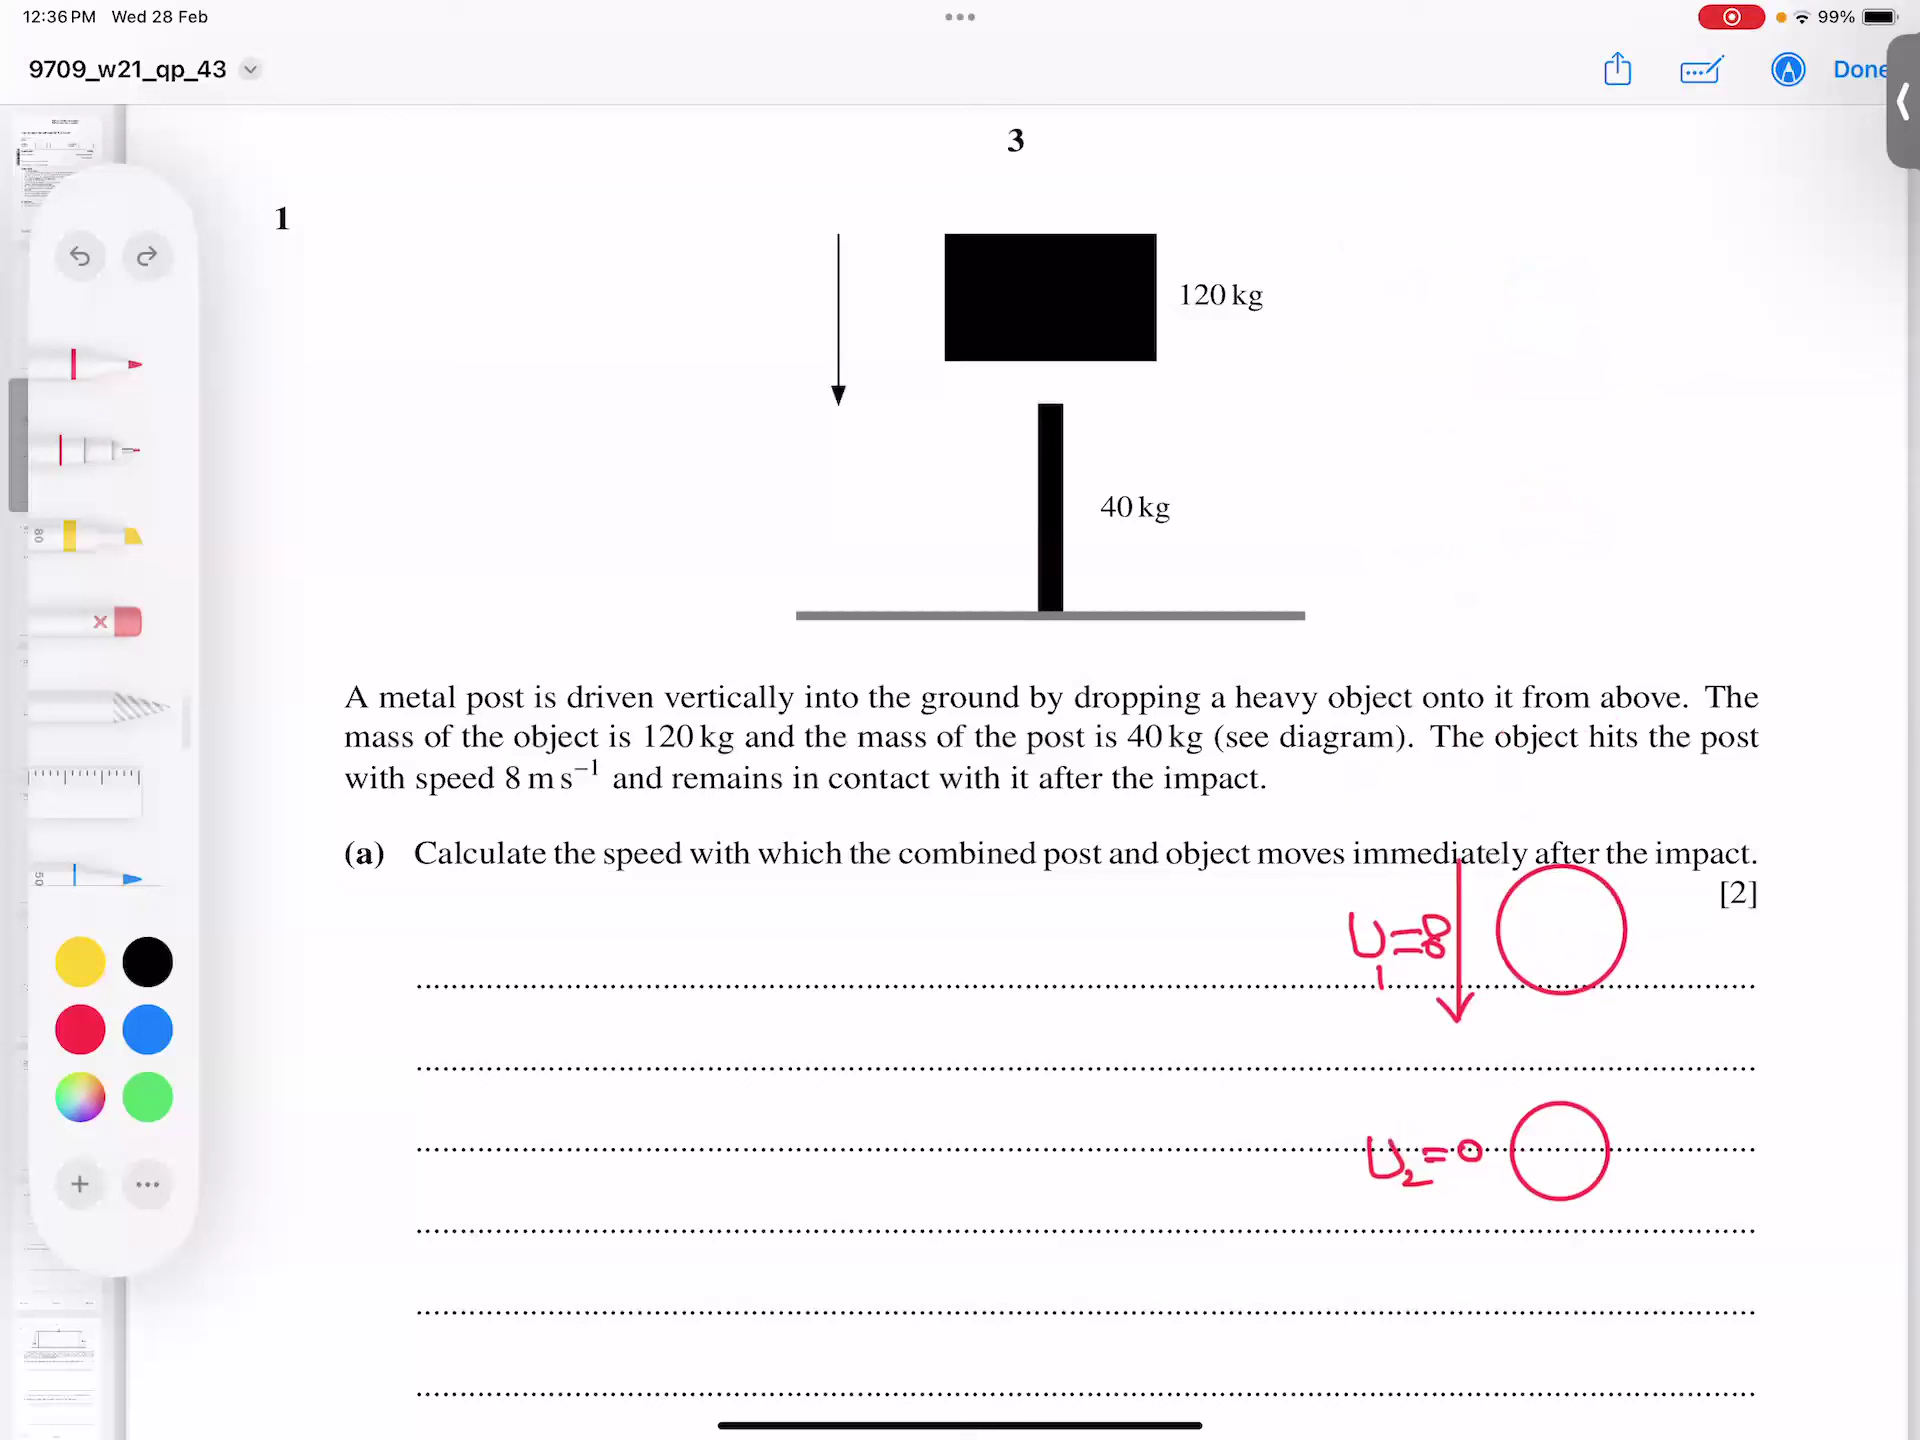 12:36 PM Wed 28 Feb
99%
9709_w21_qp_43
Done
3
1
120 kg
40 kg
A metal post is driven vertically into the ground by dropping a heavy object onto it from above. The
mass of the object is 120 kg and the mass of the post is 40 kg (see diagram). The object hits the post
with speed 8 m s⁻¹ and remains in contact with it after the impact.
(a) Calculate the speed with which the combined post and object moves immediately after the impact.
[2]
U₁=8
U₂=0
80
50